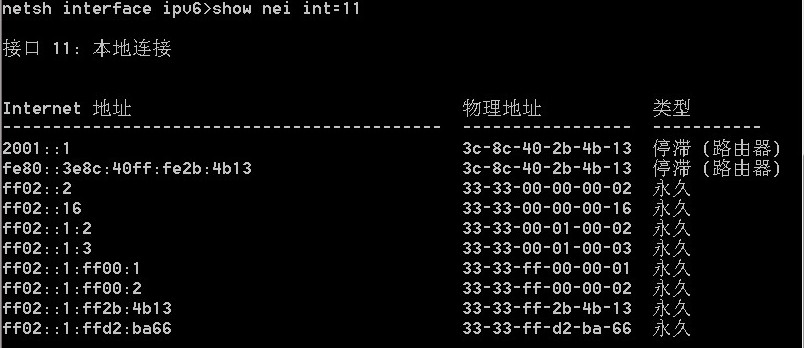 netsh interface ipv6>show nei int=11
接口 11: 本地连接
Internet 地址 物理地址 类型
--------------------------------------------  -----------------  -----------
2001::1 3c-8c-40-2b-4b-13 停滞 (路由器)
fe80::3e8c:40ff:fe2b:4b13 3c-8c-40-2b-4b-13 停滞 (路由器)
ff02::2 33-33-00-00-00-02 永久
ff02::16 33-33-00-00-00-16 永久
ff02::1:2 33-33-00-01-00-02 永久
ff02::1:3 33-33-00-01-00-03 永久
ff02::1:ff00:1 33-33-ff-00-00-01 永久
ff02::1:ff00:2 33-33-ff-00-00-02 永久
ff02::1:ff2b:4b13 33-33-ff-2b-4b-13 永久
ff02::1:ffd2:ba66 33-33-ff-d2-ba-66 永久